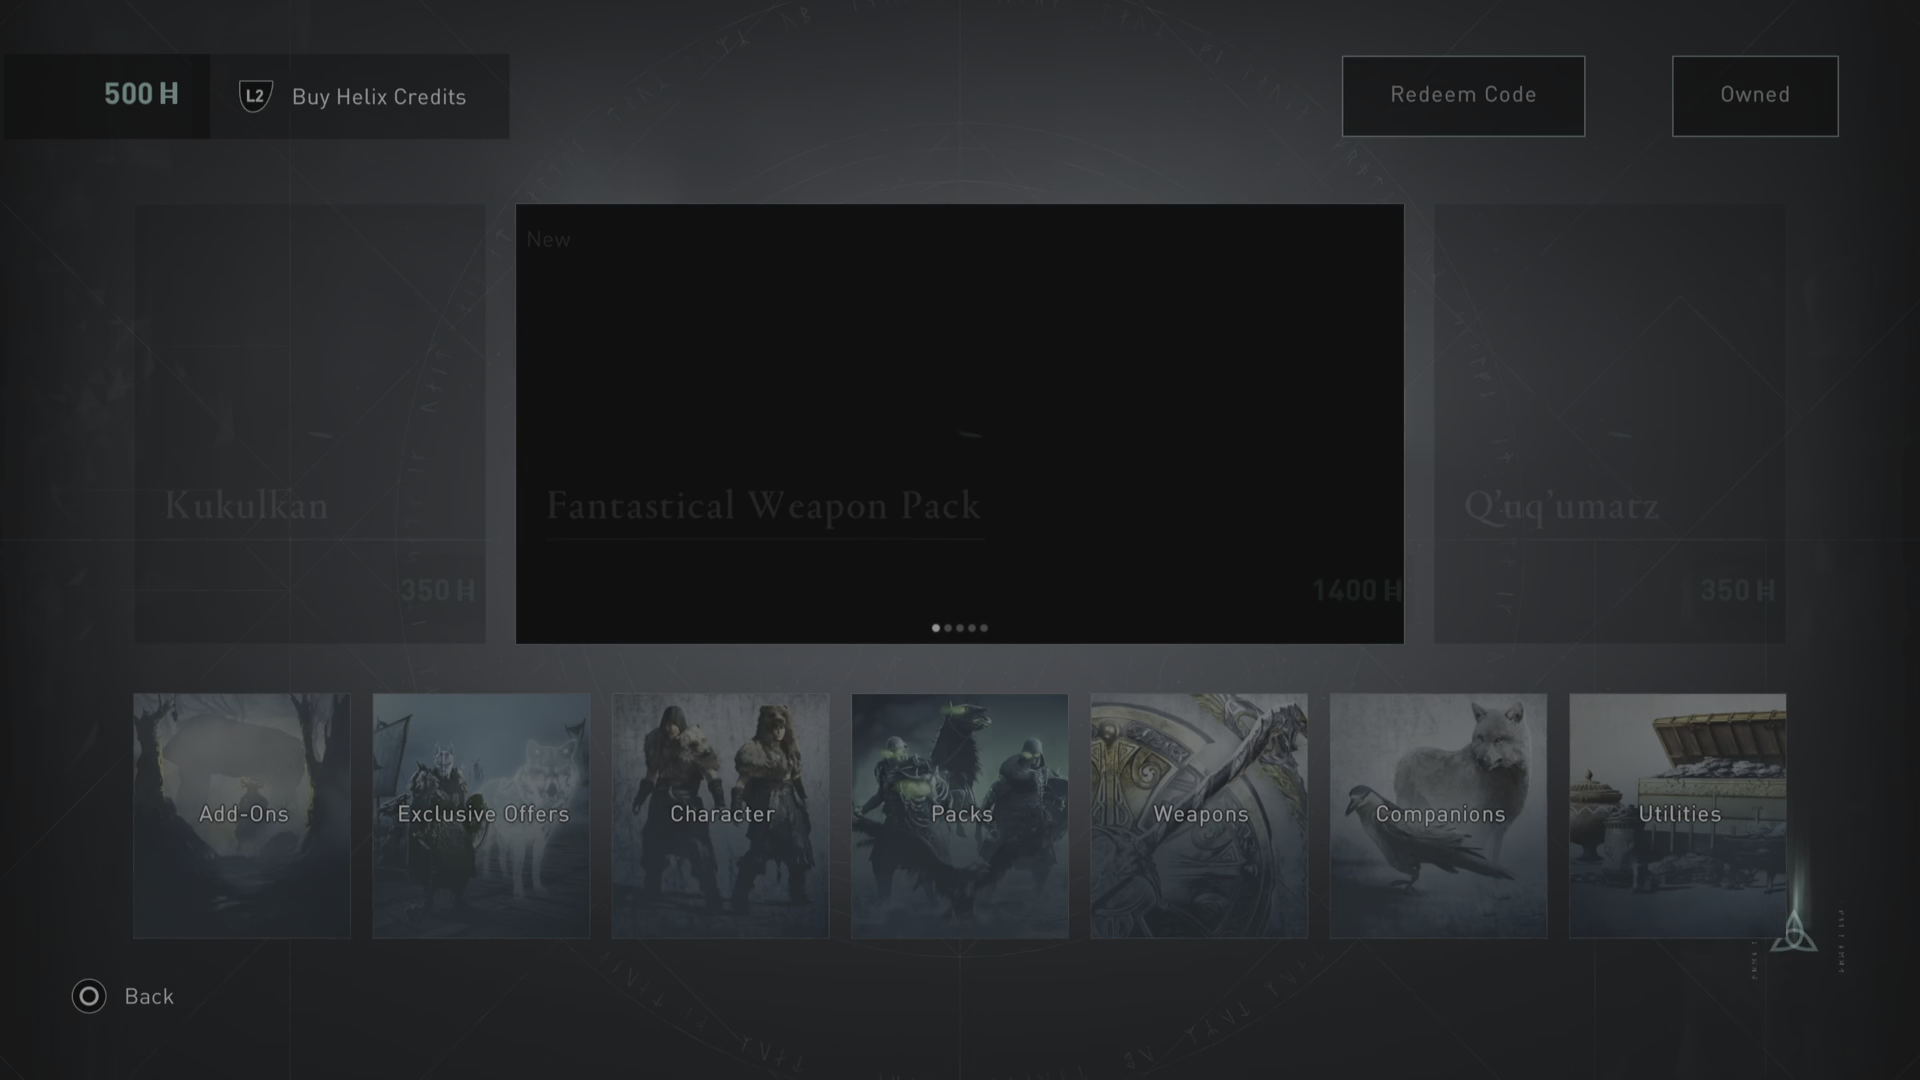 500
L2 Buy Helix Credits
Redeem Code
Owned
New
Kukulkan
350
Fantastical Weapon Pack
1400
Q'uq'umatz
350
Add-Ons
Exclusive Offers
Character
Packs
Weapons
Companions
Utilities
Back